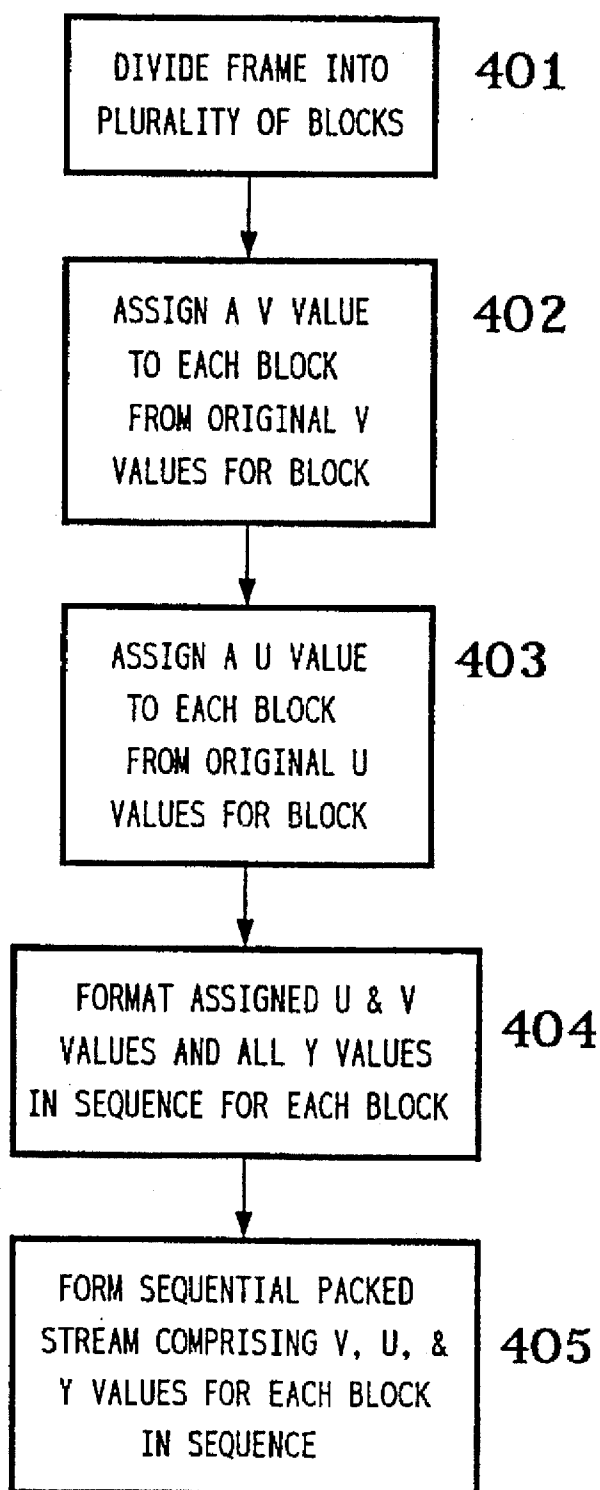 DIVIDE FRAME INTO
PLURALITY OF BLOCKS
401
ASSIGN A V VALUE
TO EACH BLOCK
FROM ORIGINAL V
VALUES FOR BLOCK
402
ASSIGN A U VALUE
TO EACH BLOCK
FROM ORIGINAL U
VALUES FOR BLOCK
403
FORMAT ASSIGNED U & V
VALUES AND ALL Y VALUES
IN SEQUENCE FOR EACH BLOCK
404
FORM SEQUENTIAL PACKED
STREAM COMPRISING V, U, &
Y VALUES FOR EACH BLOCK
IN SEQUENCE
405